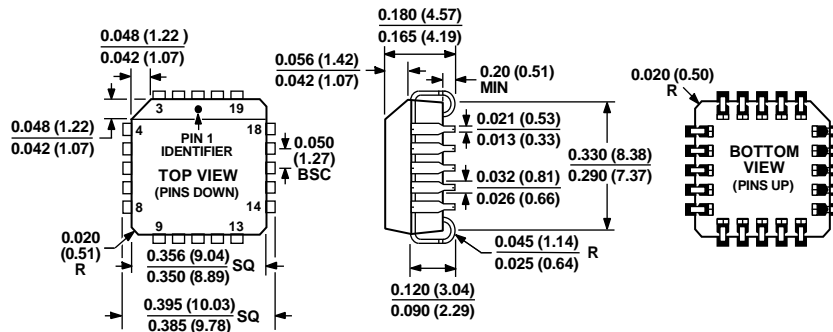 0.180 (4.57)
0.165 (4.19)
0.048 (1.22 )
0.042 (1.07)
0.056 (1.42)
0.042 (1.07)
0.20 (0.51)
MIN
0.020 (0.50)
R
0.048 (1.22)
0.042 (1.07)
3
19
4
18
PIN 1
IDENTIFIER
TOP VIEW
(PINS DOWN)
0.050
(1.27)
BSC
8
14
9
13
0.020
(0.51)
R
0.356 (9.04)
0.350 (8.89)
SQ
0.395 (10.03)
0.385 (9.78)
SQ
0.021 (0.53)
0.013 (0.33)
0.032 (0.81)
0.026 (0.66)
0.330 (8.38)
0.290 (7.37)
0.045 (1.14)
0.025 (0.64)
R
0.120 (3.04)
0.090 (2.29)
BOTTOM
VIEW
(PINS UP)